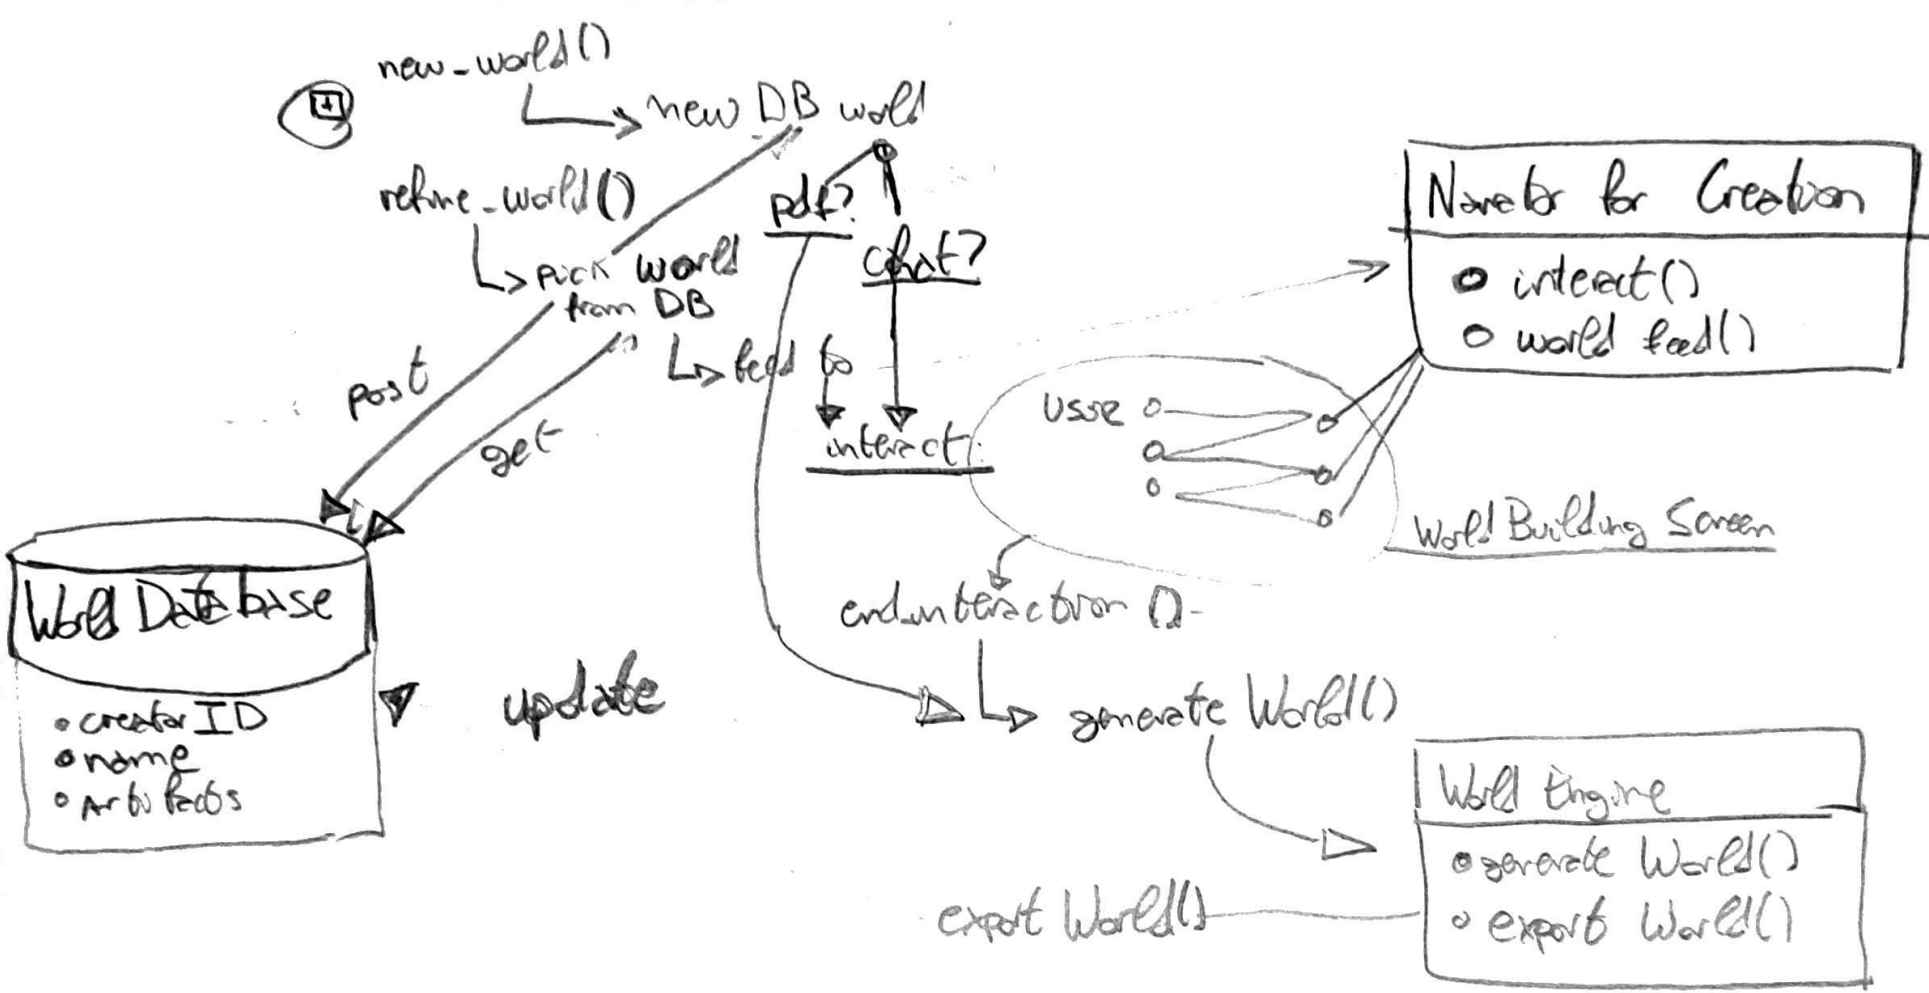 new_world()
new DB world
refine_world()
pdf?
chat?
pick world
from DB
feed to
interact
post
get
Narrator for Creation
interact()
world feed()
USER
World Building Screen
end_interaction ()
generate World()
World Database
creator ID
name
Artifacts
update
World Engine
generate World()
export World()
export World()